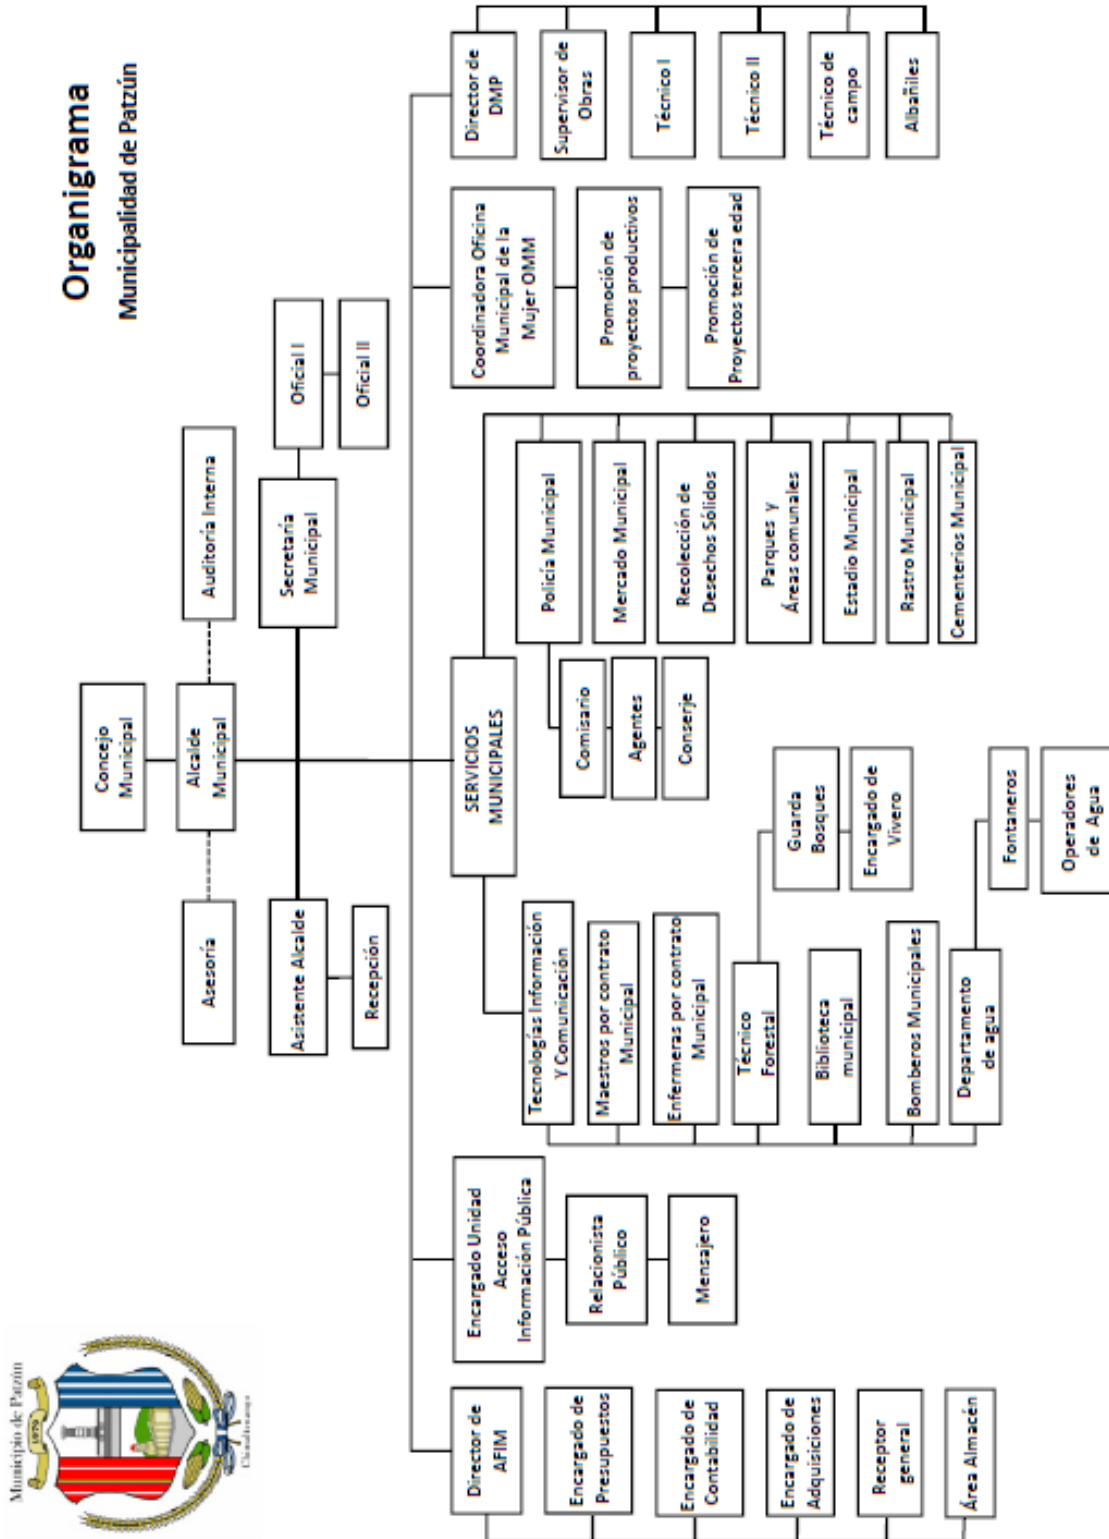 Municipio de Patzún
1979
Chimaltenango
Organigrama
Municipalidad de Patzún
Concejo
Municipal
Alcalde
Municipal
Asesoría
Auditoría Interna
Asistente Alcalde
Recepción
Secretaría
Municipal
Oficial I
Oficial II
Director de
AFIM
Encargado de
Presupuestos
Encargado de
Contabilidad
Encargado de
Adquisiciones
Receptor
general
Área Almacén
Encargado Unidad
Acceso
Información Pública
Relacionista
Público
Mensajero
SERVICIOS
MUNICIPALES
Tecnologías Información
Y Comunicación
Maestros por contrato
Municipal
Enfermeras por contrato
Municipal
Técnico
Forestal
Guarda
Bosques
Encargado de
Vivero
Biblioteca
municipal
Bomberos Municipales
Departamento
de agua
Fontaneros
Operadores
de Agua
Policía Municipal
Comisario
Agentes
Conserje
Mercado Municipal
Recolección de
Desechos Sólidos
Parques y
Áreas comunales
Estadio Municipal
Rastro Municipal
Cementerios Municipal
Coordinadora Oficina
Municipal de la
Mujer OMM
Promoción de
proyectos productivos
Promoción de
Proyectos tercera edad
Director de
DMP
Supervisor de
Obras
Técnico I
Técnico II
Técnico de
campo
Albañiles